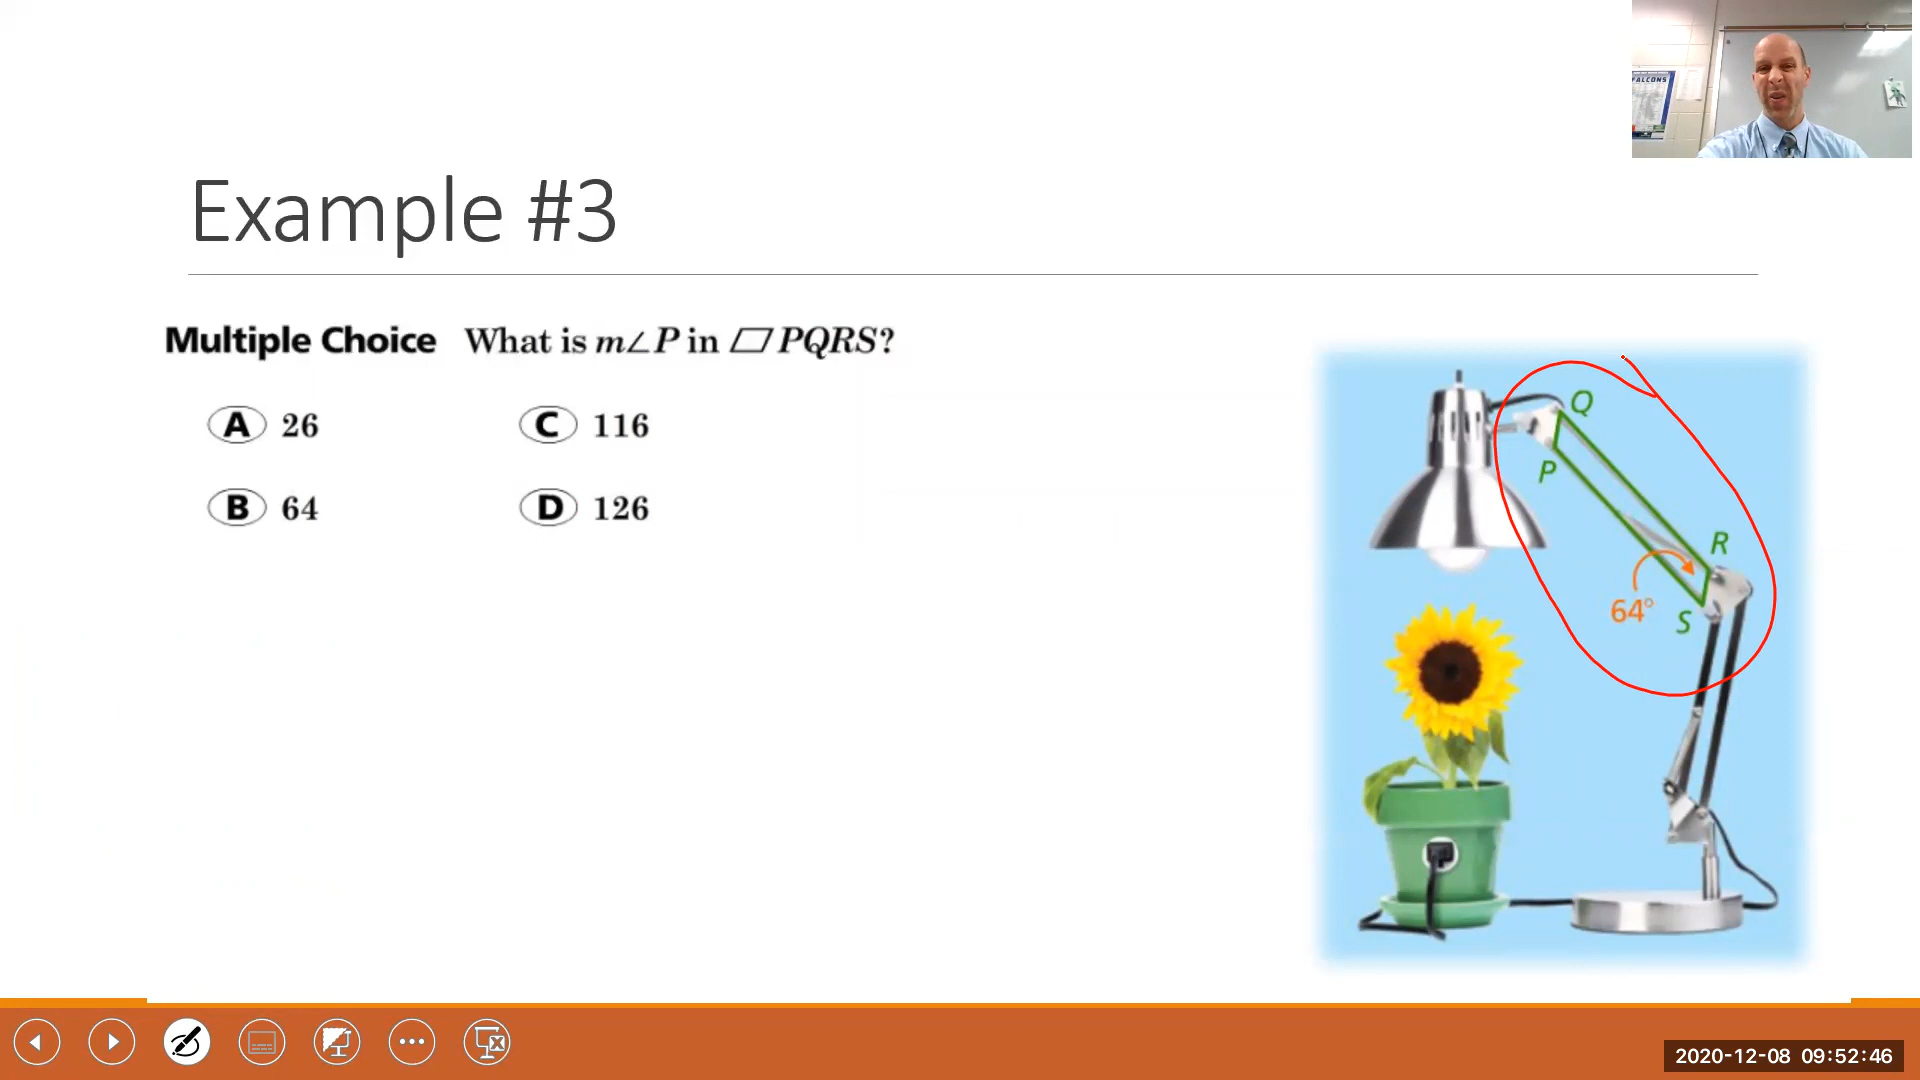 FALCONS
Example #3
Multiple Choice What is m∠P in ▱PQRS?
A 26
C 116
B 64
D 126
Q
P
R
64°
S
2020-12-08 09:52:46